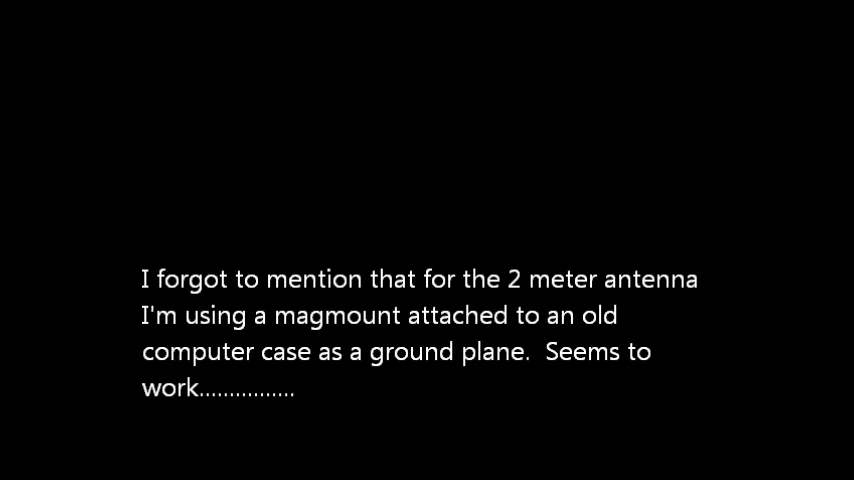 I forgot to mention that for the 2 meter antenna
I'm using a magmount attached to an old
computer case as a ground plane.  Seems to
work................